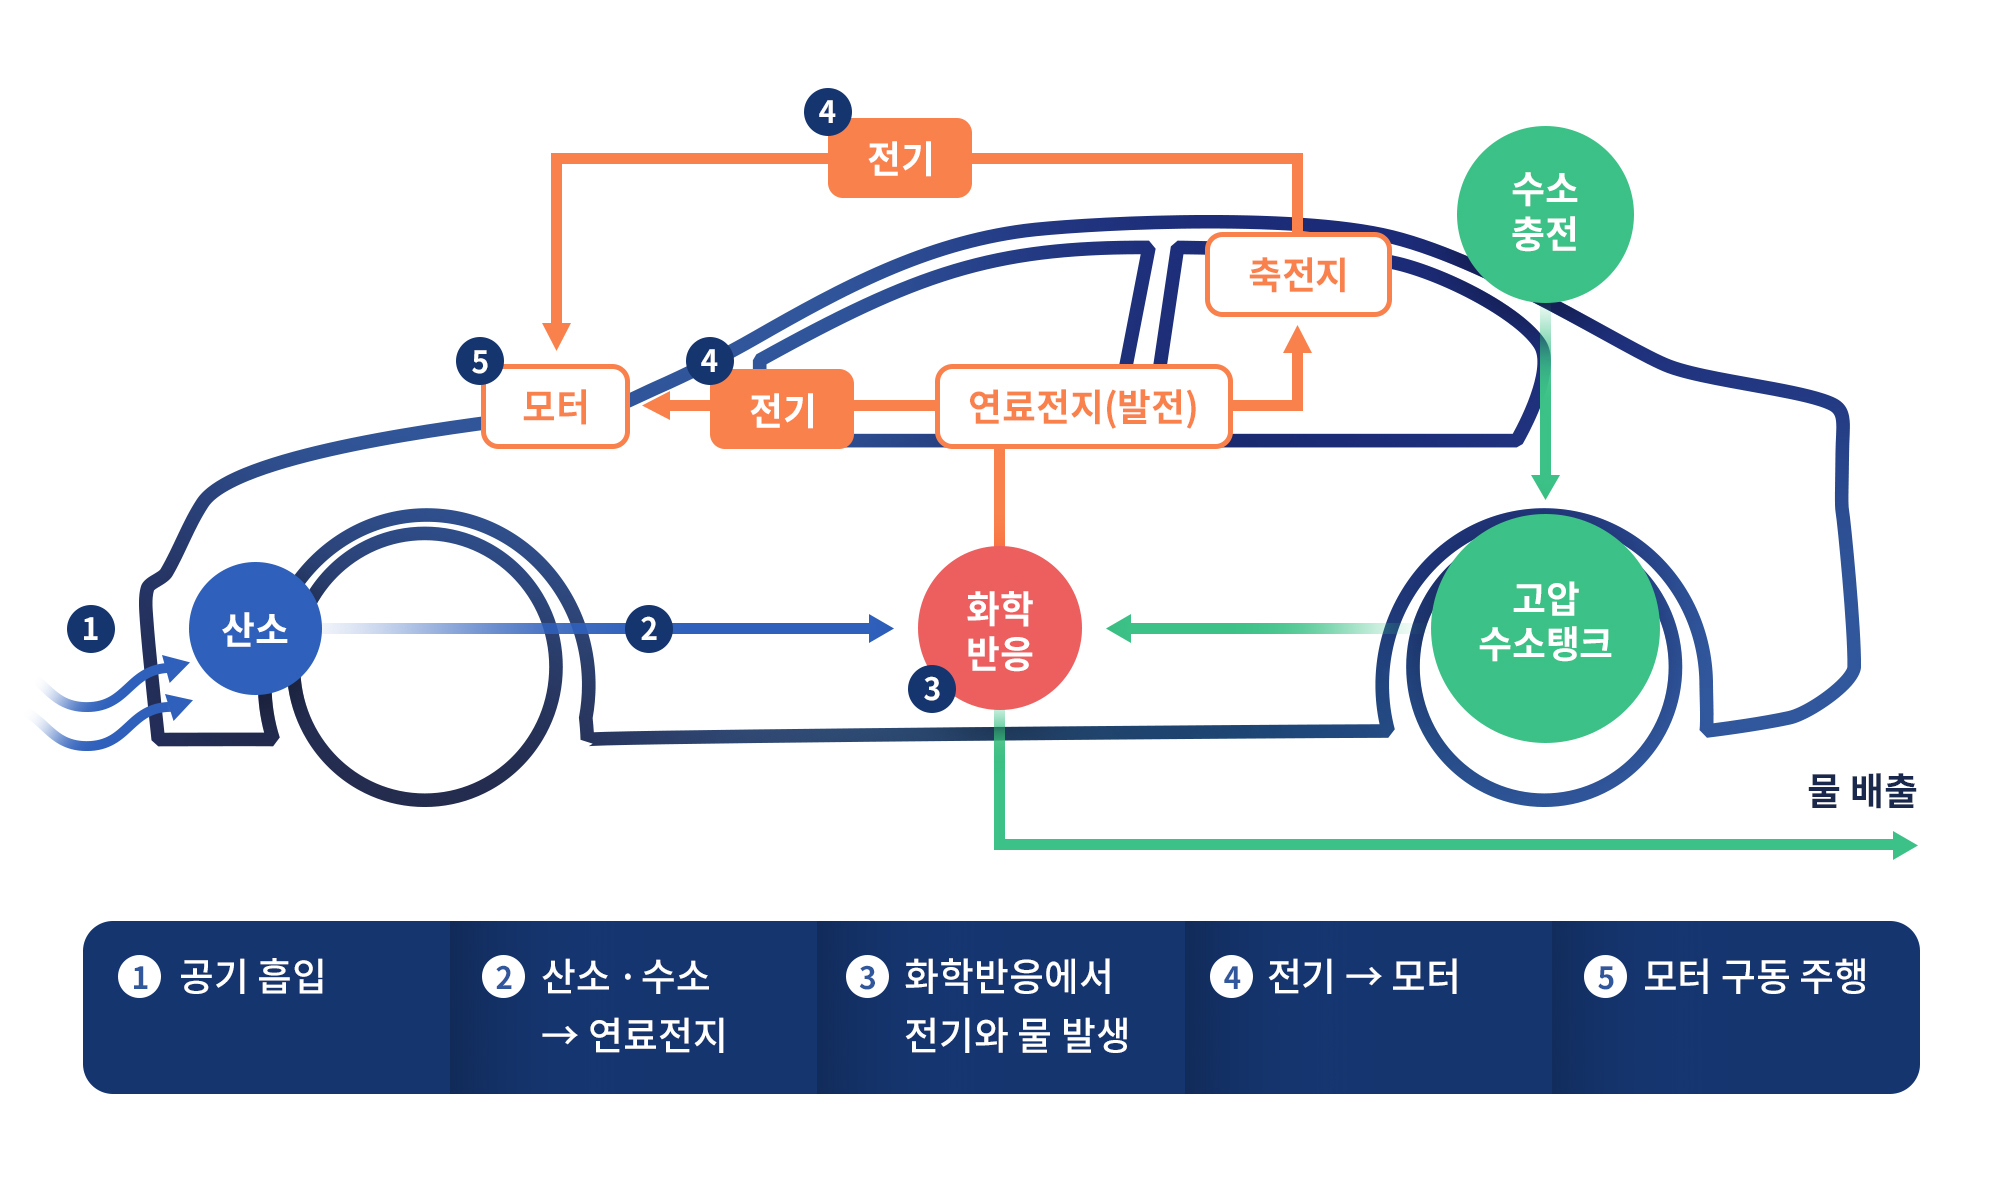 4
전기
수소
충전
축전지
5
모터
4
전기
연료전지(발전)
1
산소
2
화학
반응
3
고압
수소탱크
물 배출
1 공기 흡입
2 산소 · 수소
→ 연료전지
3 화학반응에서
전기와 물 발생
4 전기 → 모터
5 모터 구동 주행